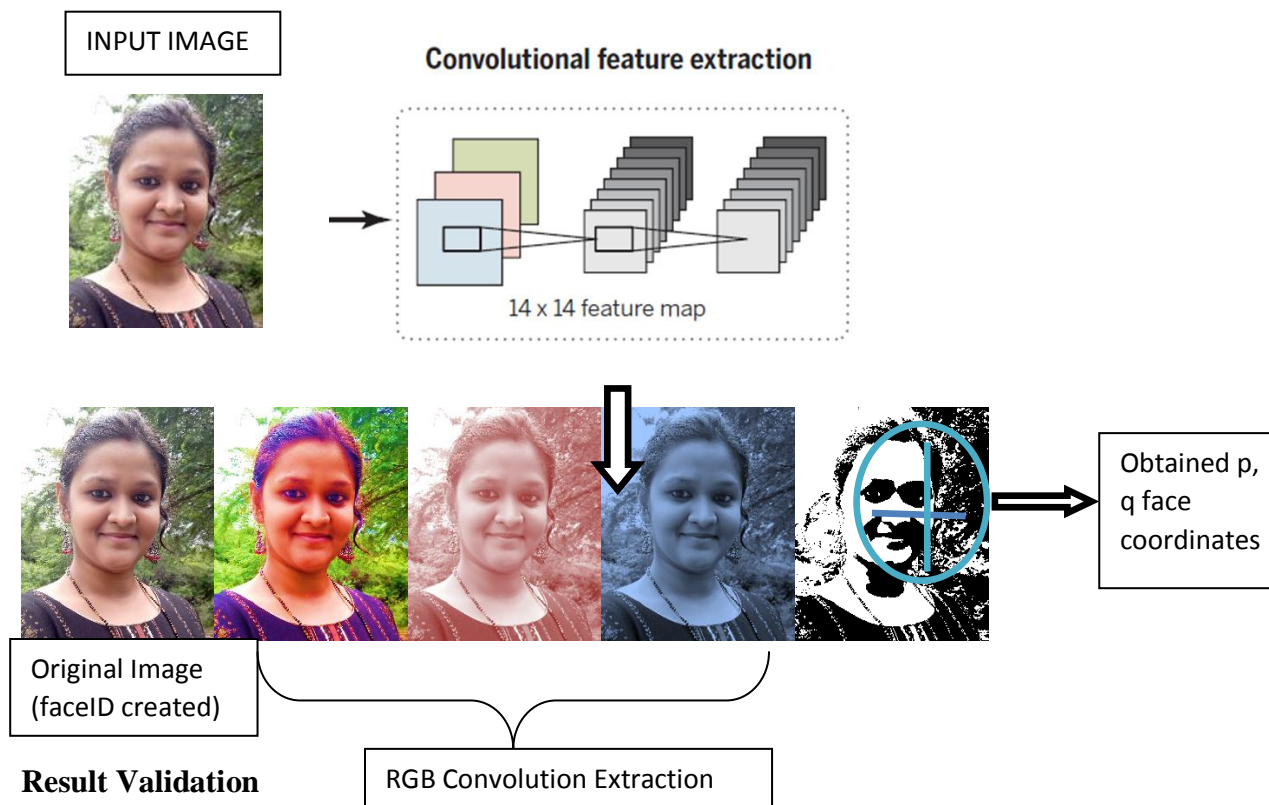 INPUT IMAGE
Convolutional feature extraction
14 x 14 feature map
Obtained p,
q face
coordinates
Original Image
(faceID created)
RGB Convolution Extraction
Result Validation